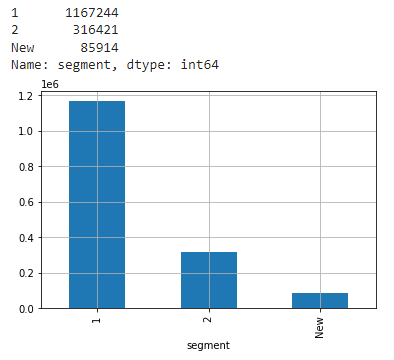 1 1167244
2 316421
New 85914
Name: segment, dtype: int64
1e6
1.2
1.0
0.8
0.6
0.4
0.2
0.0
1
2
New
segment